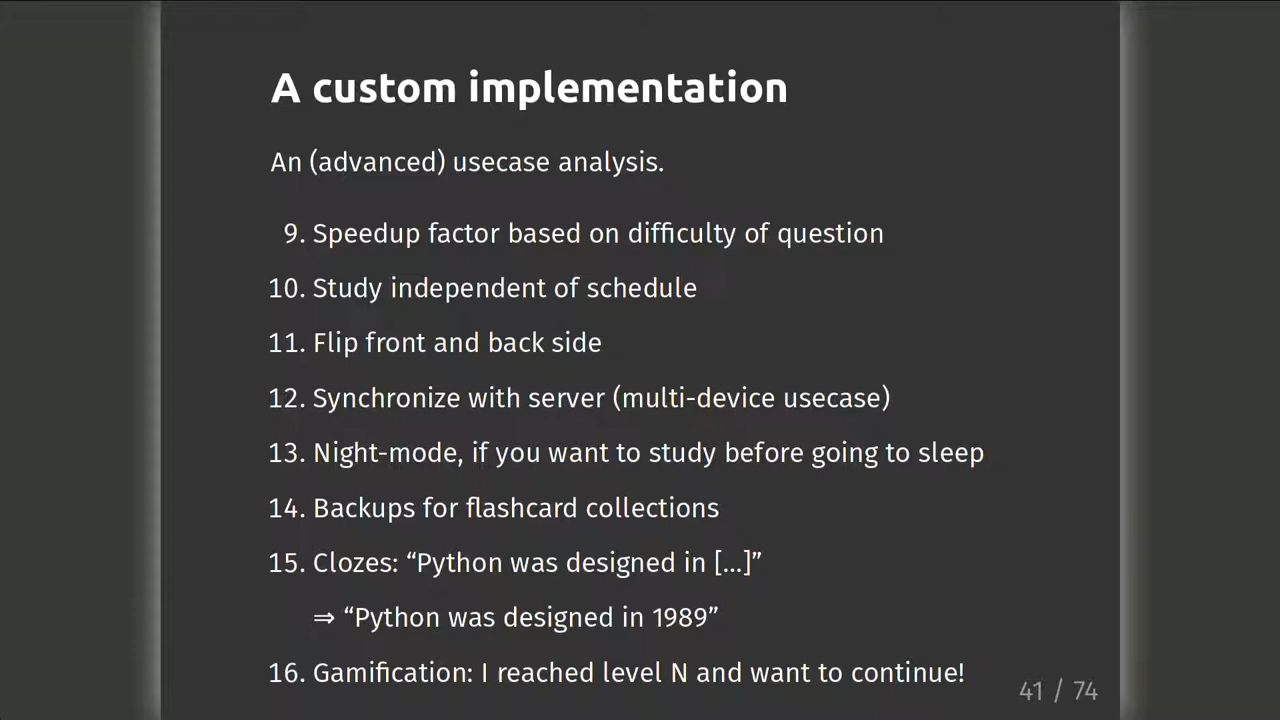 A custom implementation
An (advanced) usecase analysis.
9. Speedup factor based on difficulty of question
10. Study independent of schedule
11. Flip front and back side
12. Synchronize with server (multi-device usecase)
13. Night-mode, if you want to study before going to sleep
14. Backups for flashcard collections
15. Clozes: “Python was designed in [...]”
⇒ “Python was designed in 1989”
16. Gamification: I reached level N and want to continue!
41 / 74